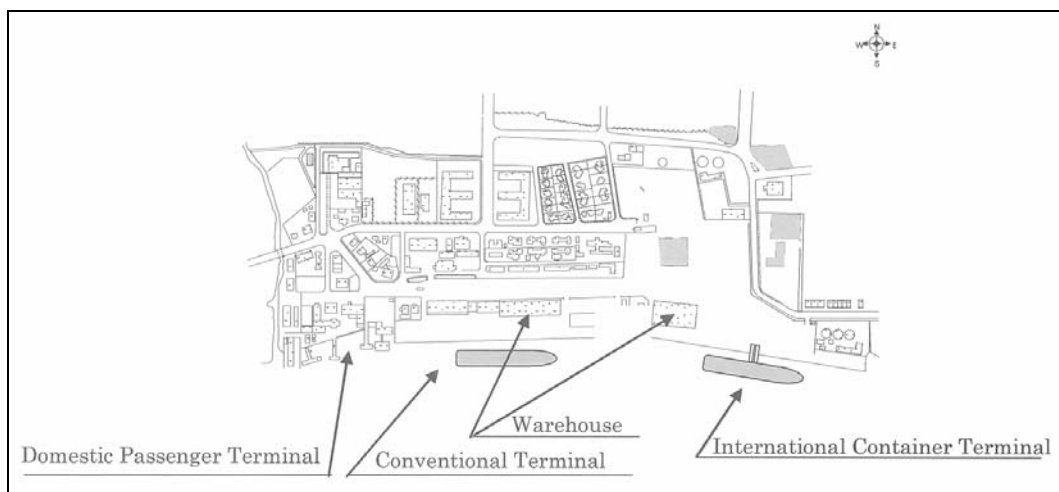 N
W E
S
Warehouse
Domestic Passenger Terminal
Conventional Terminal
International Container Terminal